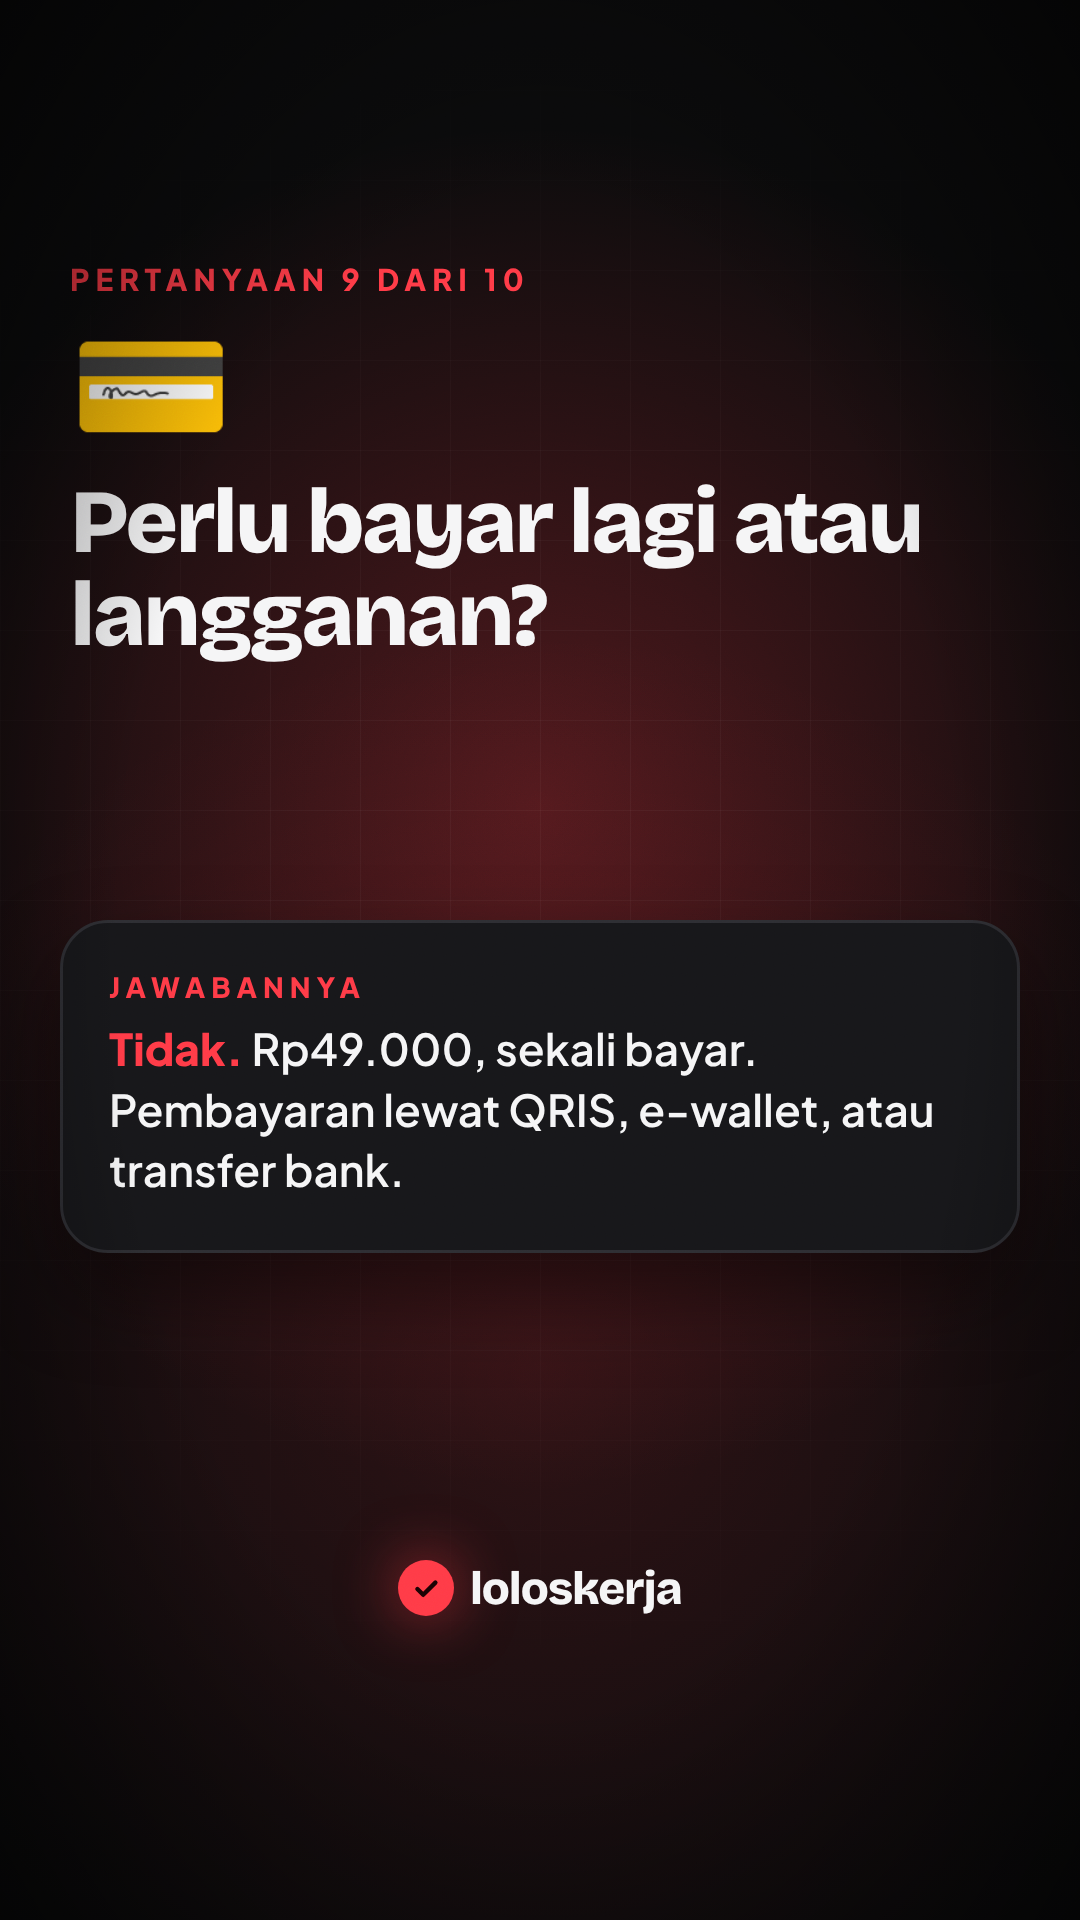 PERTANYAAN 9 DARI 10
Perlu bayar lagi atau
langganan?
JAWABANNYA
Tidak. Rp49.000, sekali bayar.
Pembayaran lewat QRIS, e-wallet, atau
transfer bank.
loloskerja